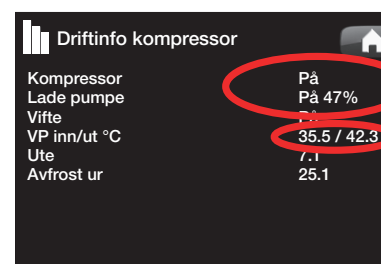 Driftinfo kompressor
Kompressor På
Lade pumpe På 47%
Vifte På
VP inn/ut °C 35.5 / 42.3
Ute 7.1
Avfrost ur 25.1